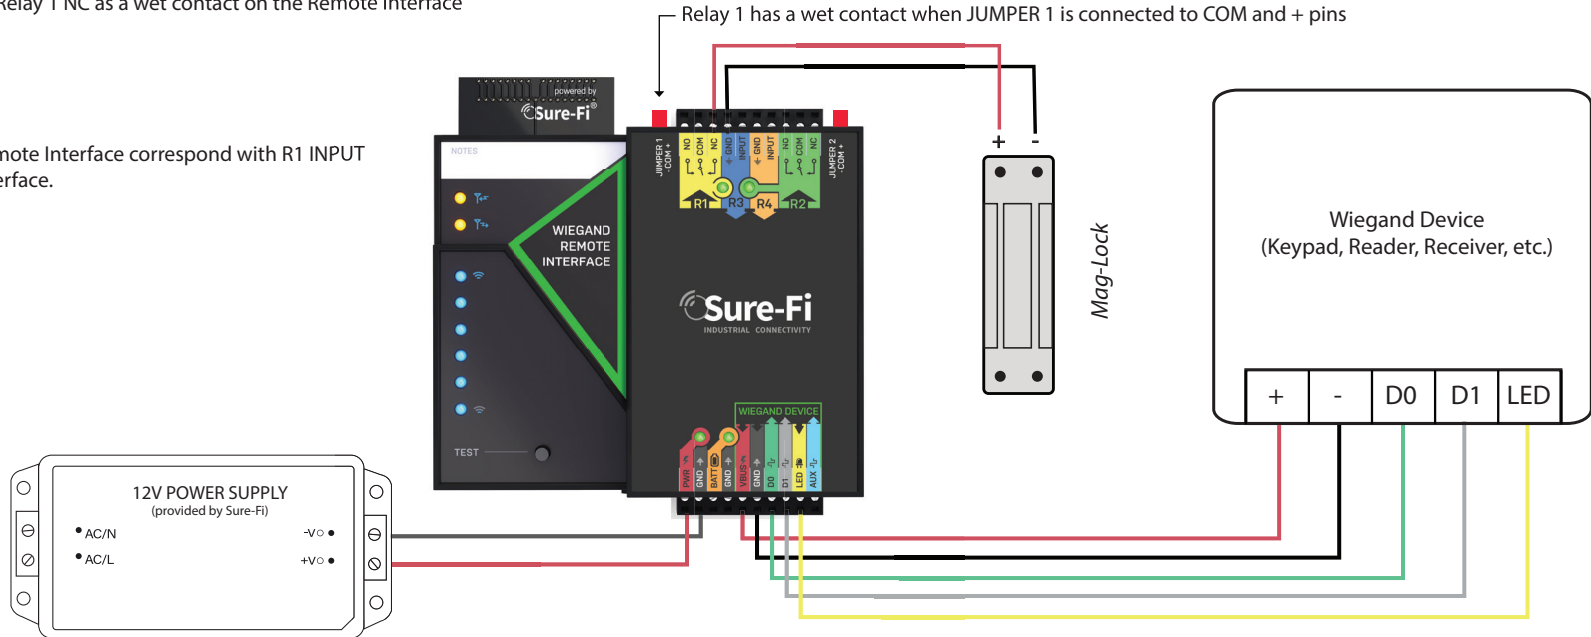 Relay 1 NC as a wet contact on the Remote Interface
Relay 1 has a wet contact when JUMPER 1 is connected to COM and + pins
mote Interface correspond with R1 INPUT
erface.
powered by
Sure-Fi®
NOTES
WIEGAND
REMOTE
INTERFACE
TEST
JUMPER 1
- COM +
NO
COM
NC
GND
INPUT
GND
INPUT
NO
COM
NC
JUMPER 2
- COM +
R1
R3
R4
R2
Sure-Fi
INDUSTRIAL CONNECTIVITY
WIEGAND DEVICE
PWR
GND
BATT
GND
VBUS
GND
D0
D1
LED
AUX
+
-
Mag-Lock
Wiegand Device
(Keypad, Reader, Receiver, etc.)
+ - D0 D1 LED
12V POWER SUPPLY
(provided by Sure-Fi)
AC/N
-V
AC/L
+V